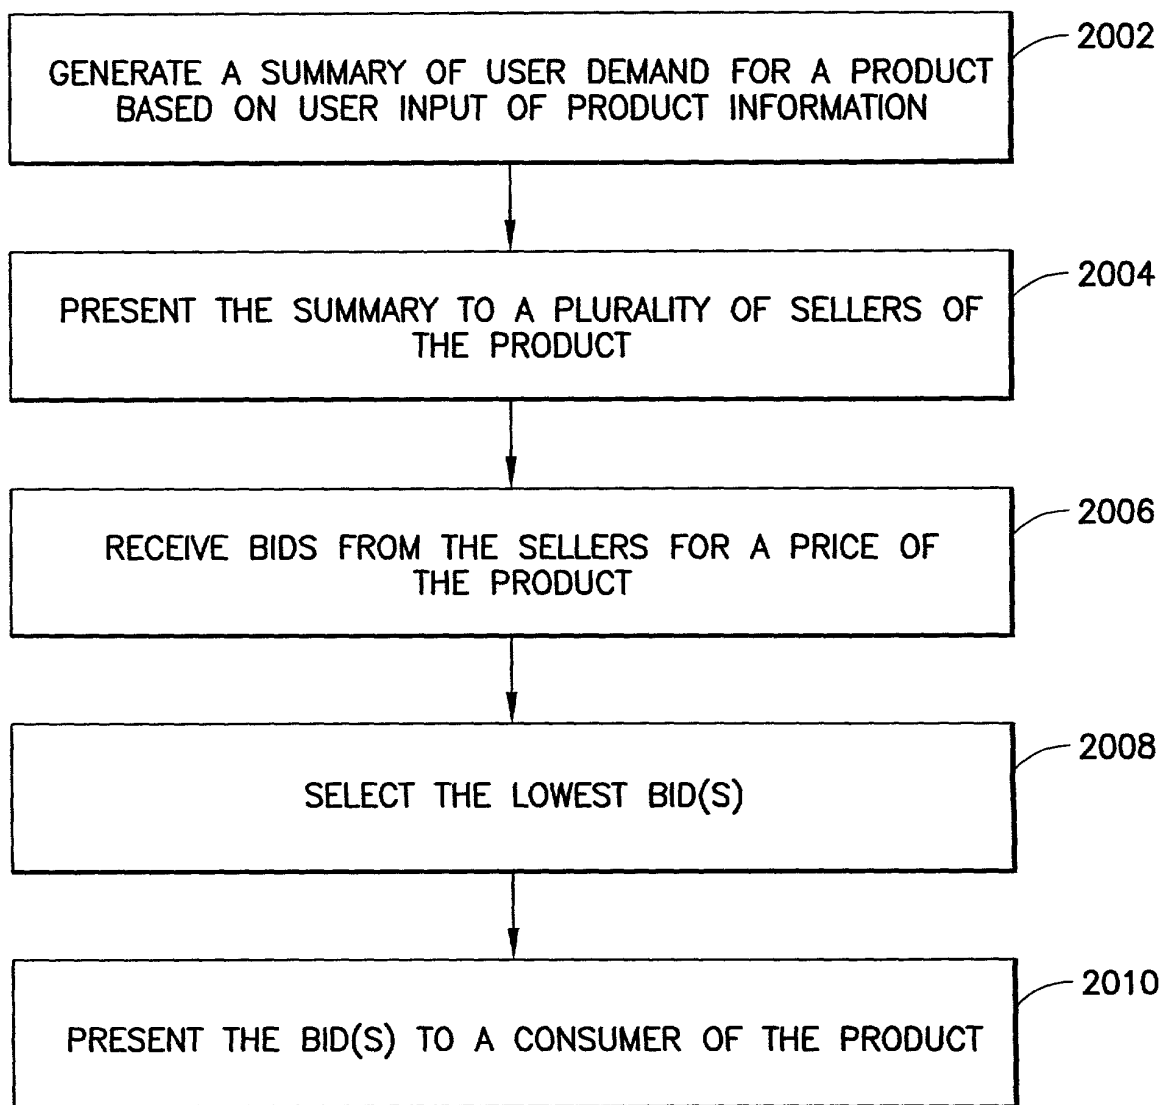 2002
GENERATE A SUMMARY OF USER DEMAND FOR A PRODUCT
BASED ON USER INPUT OF PRODUCT INFORMATION
2004
PRESENT THE SUMMARY TO A PLURALITY OF SELLERS OF
THE PRODUCT
2006
RECEIVE BIDS FROM THE SELLERS FOR A PRICE OF
THE PRODUCT
2008
SELECT THE LOWEST BID(S)
2010
PRESENT THE BID(S) TO A CONSUMER OF THE PRODUCT